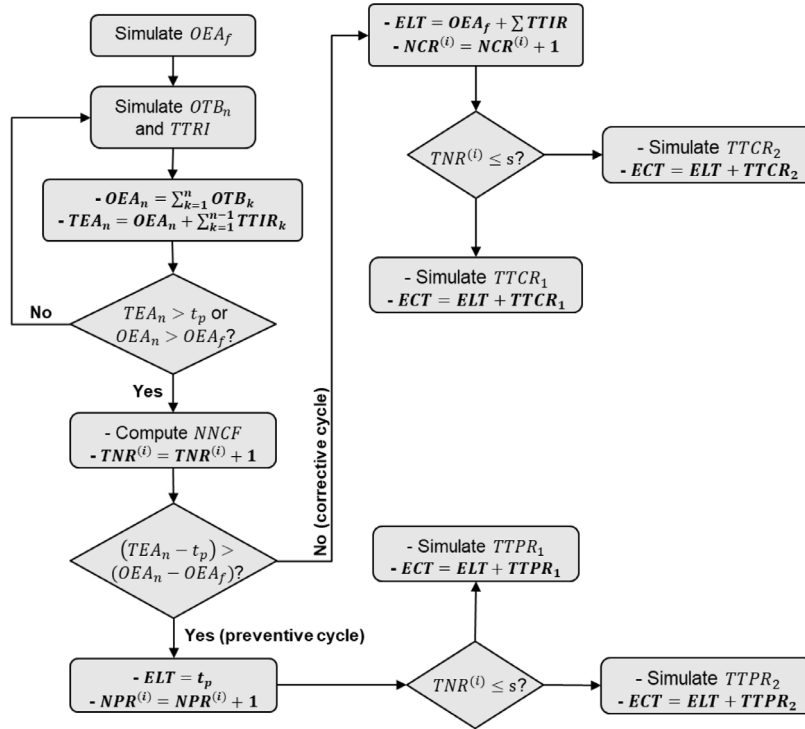 Simulate OEA_f
Simulate OTB_n
and TTRI
- OEA_n = ∑_{k=1}^{n} OTB_k
- TEA_n = OEA_n + ∑_{k=1}^{n-1} TTIR_k
No
TEA_n > t_p or
OEA_n > OEA_f?
Yes
- Compute NNCF
- TNR^{(i)} = TNR^{(i)} + 1
(TEA_n − t_p) >
(OEA_n − OEA_f)?
No (corrective cycle)
Yes (preventive cycle)
- ELT = t_p
- NPR^{(i)} = NPR^{(i)} + 1
- ELT = OEA_f + ∑ TTIR
- NCR^{(i)} = NCR^{(i)} + 1
TNR^{(i)} ≤ s?
- Simulate TTCR_2
- ECT = ELT + TTCR_2
- Simulate TTCR_1
- ECT = ELT + TTCR_1
- Simulate TTPR_1
- ECT = ELT + TTPR_1
TNR^{(i)} ≤ s?
- Simulate TTPR_2
- ECT = ELT + TTPR_2